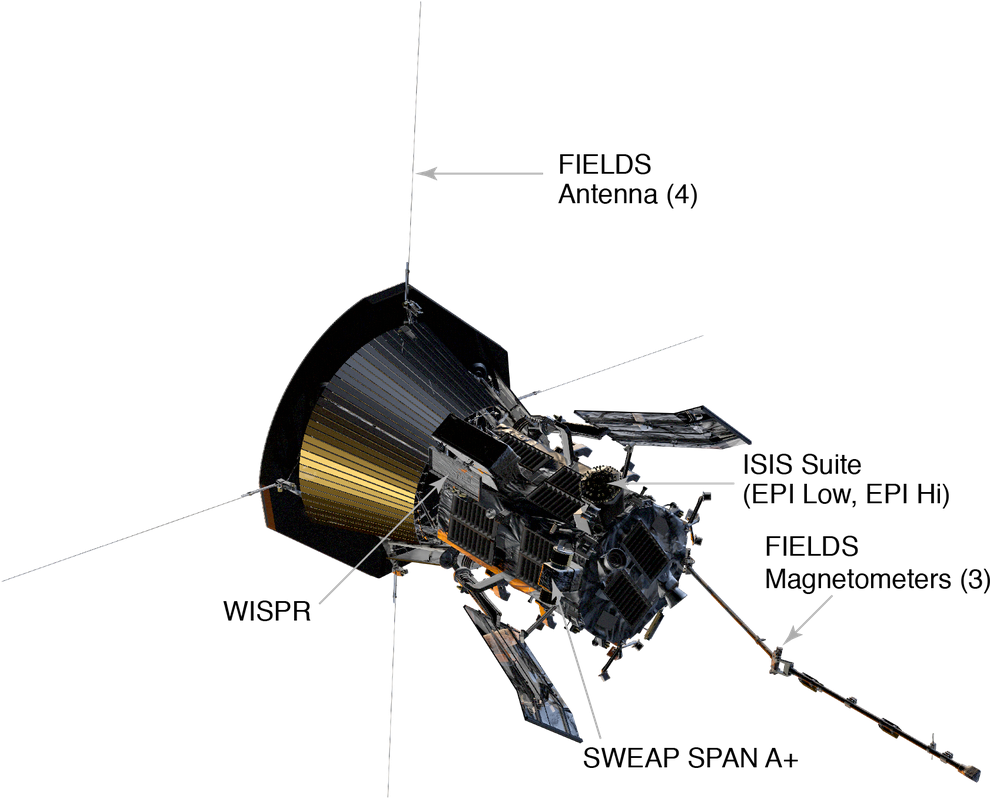 FIELDS
Antenna (4)
ISIS Suite
(EPI Low, EPI Hi)
FIELDS
Magnetometers (3)
WISPR
SWEAP SPAN A+